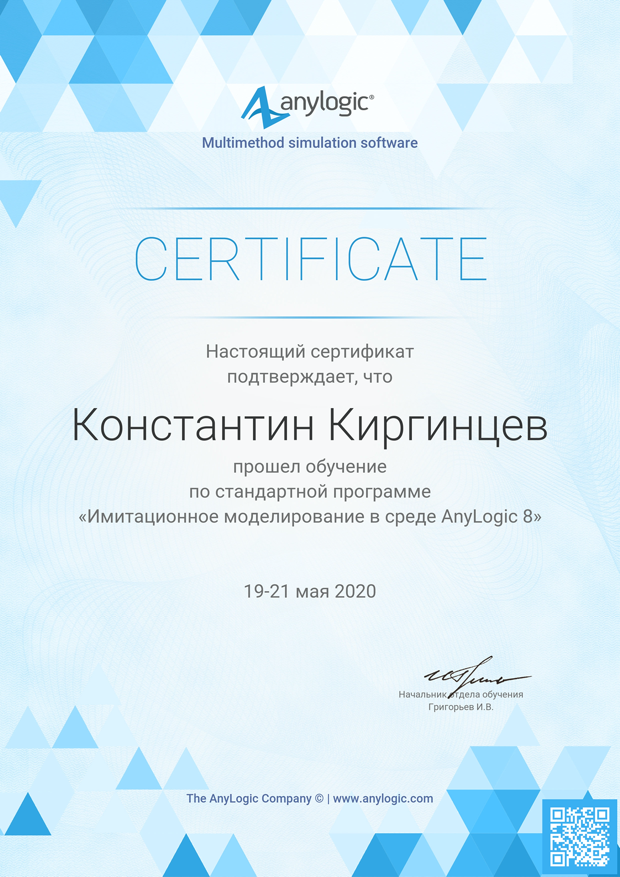 anylogic®
Multimethod simulation software
CERTIFICATE
Настоящий сертификат
подтверждает, что
Константин Киргинцев
прошел обучение
по стандартной программе
«Имитационное моделирование в среде AnyLogic 8»
19-21 мая 2020
Начальник отдела обучения
Григорьев И.В.
The AnyLogic Company © | www.anylogic.com